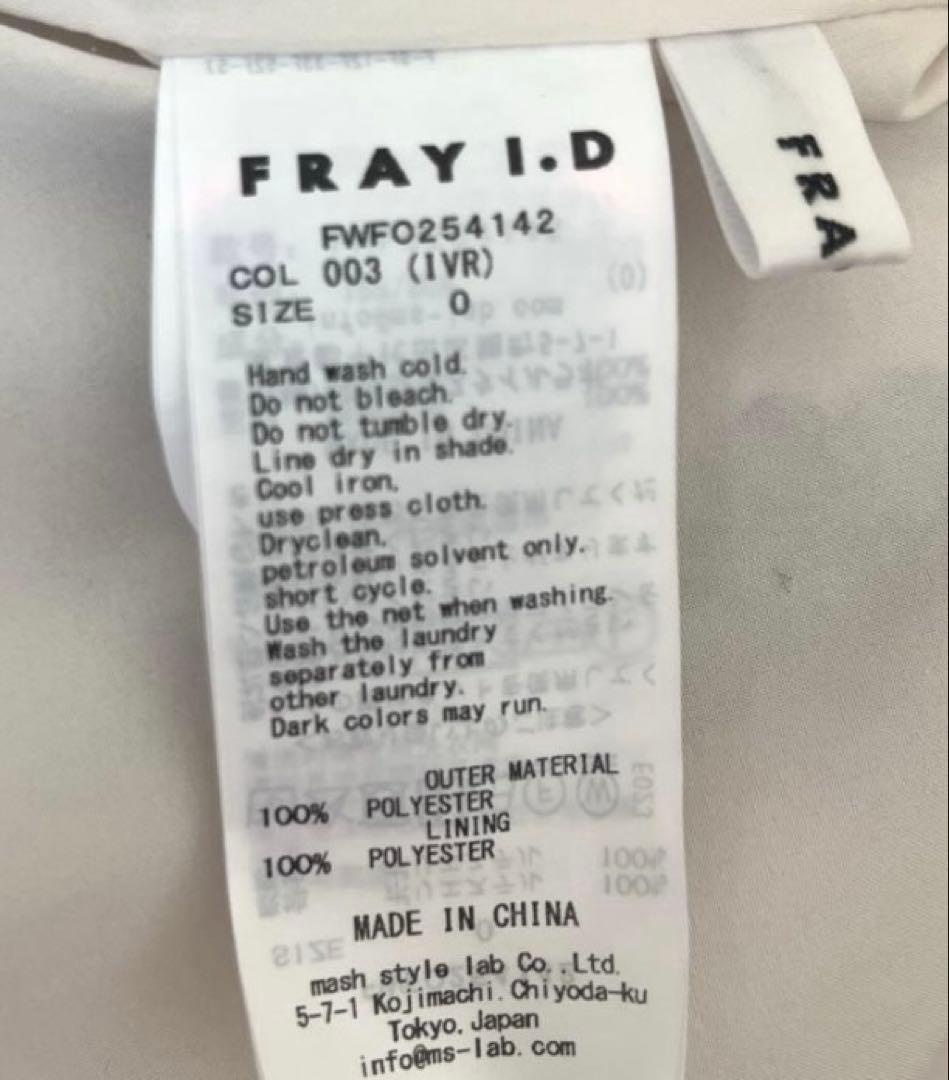 FRAY I.D
FRA
FWFO254142
COL 003 (IVR)
SIZE 0
Hand wash cold.
Do not bleach.
Do not tumble dry.
Line dry in shade.
Cool iron.
use press cloth.
Dryclean.
petroleum solvent only.
short cycle.
Use the net when washing.
Wash the laundry
separately from
other laundry.
Dark colors may run.
OUTER MATERIAL
100% POLYESTER
LINING
100% POLYESTER
MADE IN CHINA
mash style lab Co.,Ltd.
5-7-1 Kojimachi. Chiyoda-ku
Tokyo. Japan
info@ms-lab. com